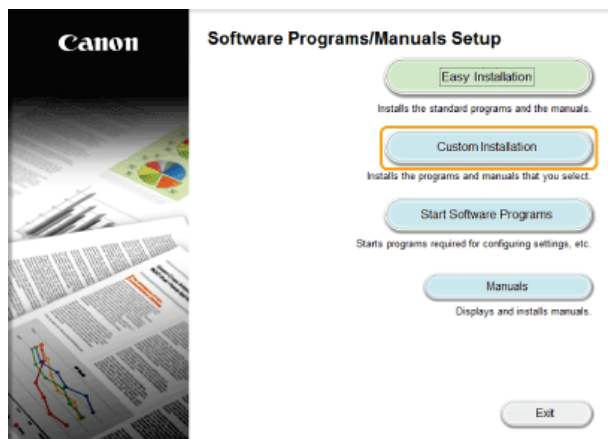 Canon
Software Programs/Manuals Setup
Easy Installation
Installs the standard programs and the manuals.
Custom Installation
Installs the programs and manuals that you select.
Start Software Programs
Starts programs required for configuring settings, etc.
Manuals
Displays and installs manuals.
Exit